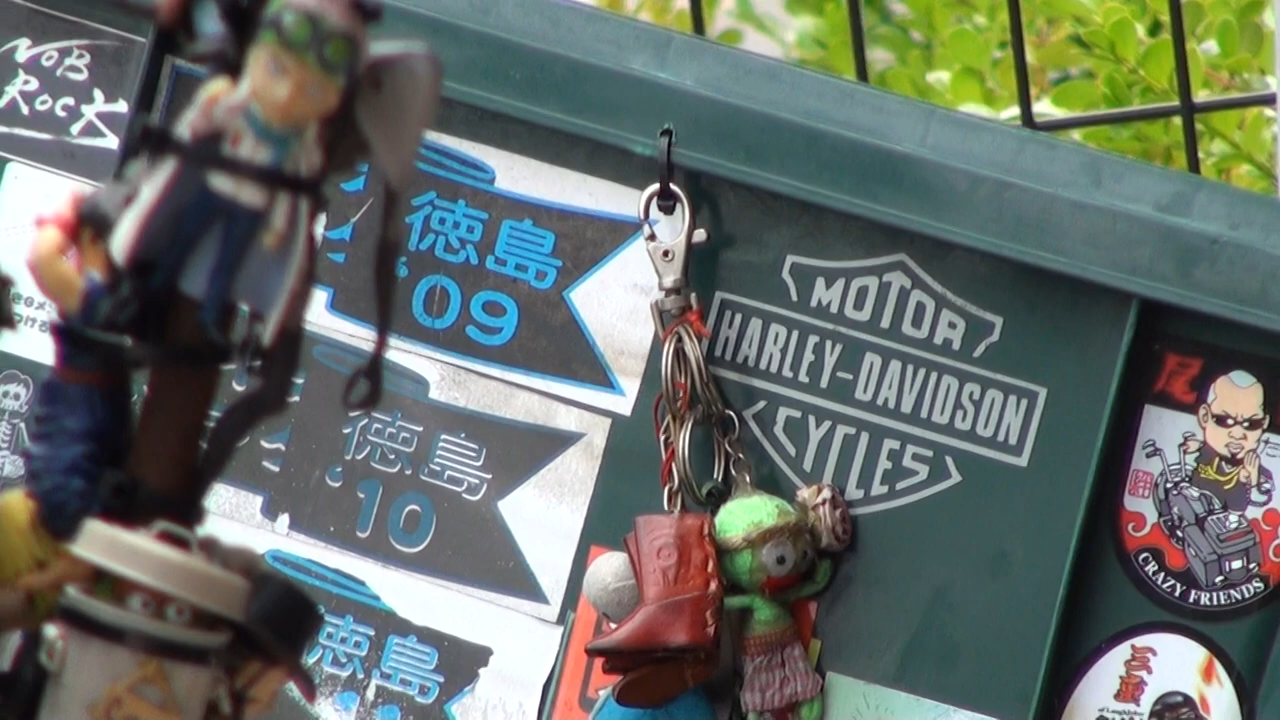 NOB
ROCK
徳島
'09
徳島
'10
徳島
MOTOR
HARLEY-DAVIDSON
CYCLES
CRAZY FRIENDS